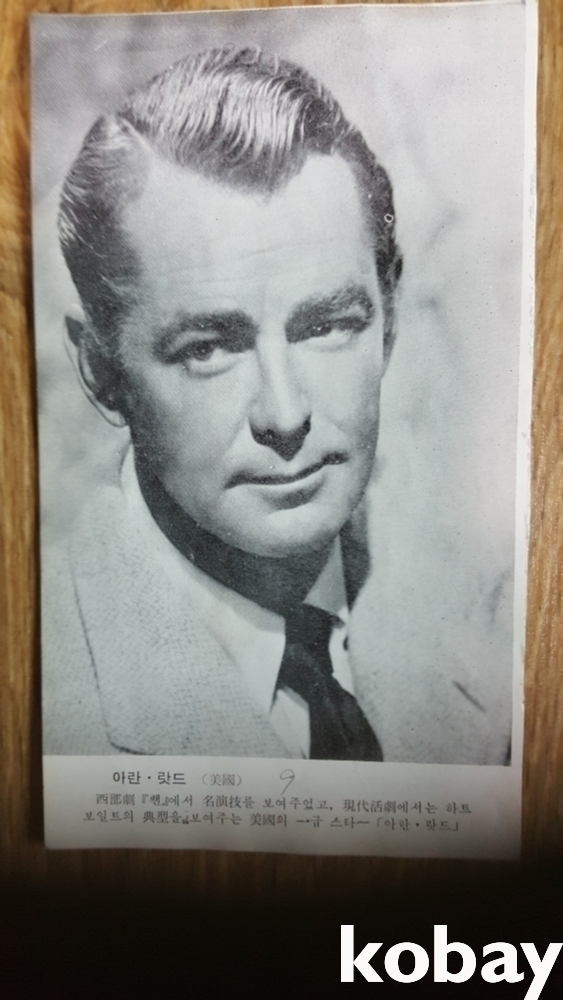 아란・랏드 (美國) 9
西部劇『쉔』에서 名演技를 보여주었고, 現代活劇에서는 하트
보일트의 典型을 보여주는 美國의 一급 스타ー「아란・랏드」
kobay